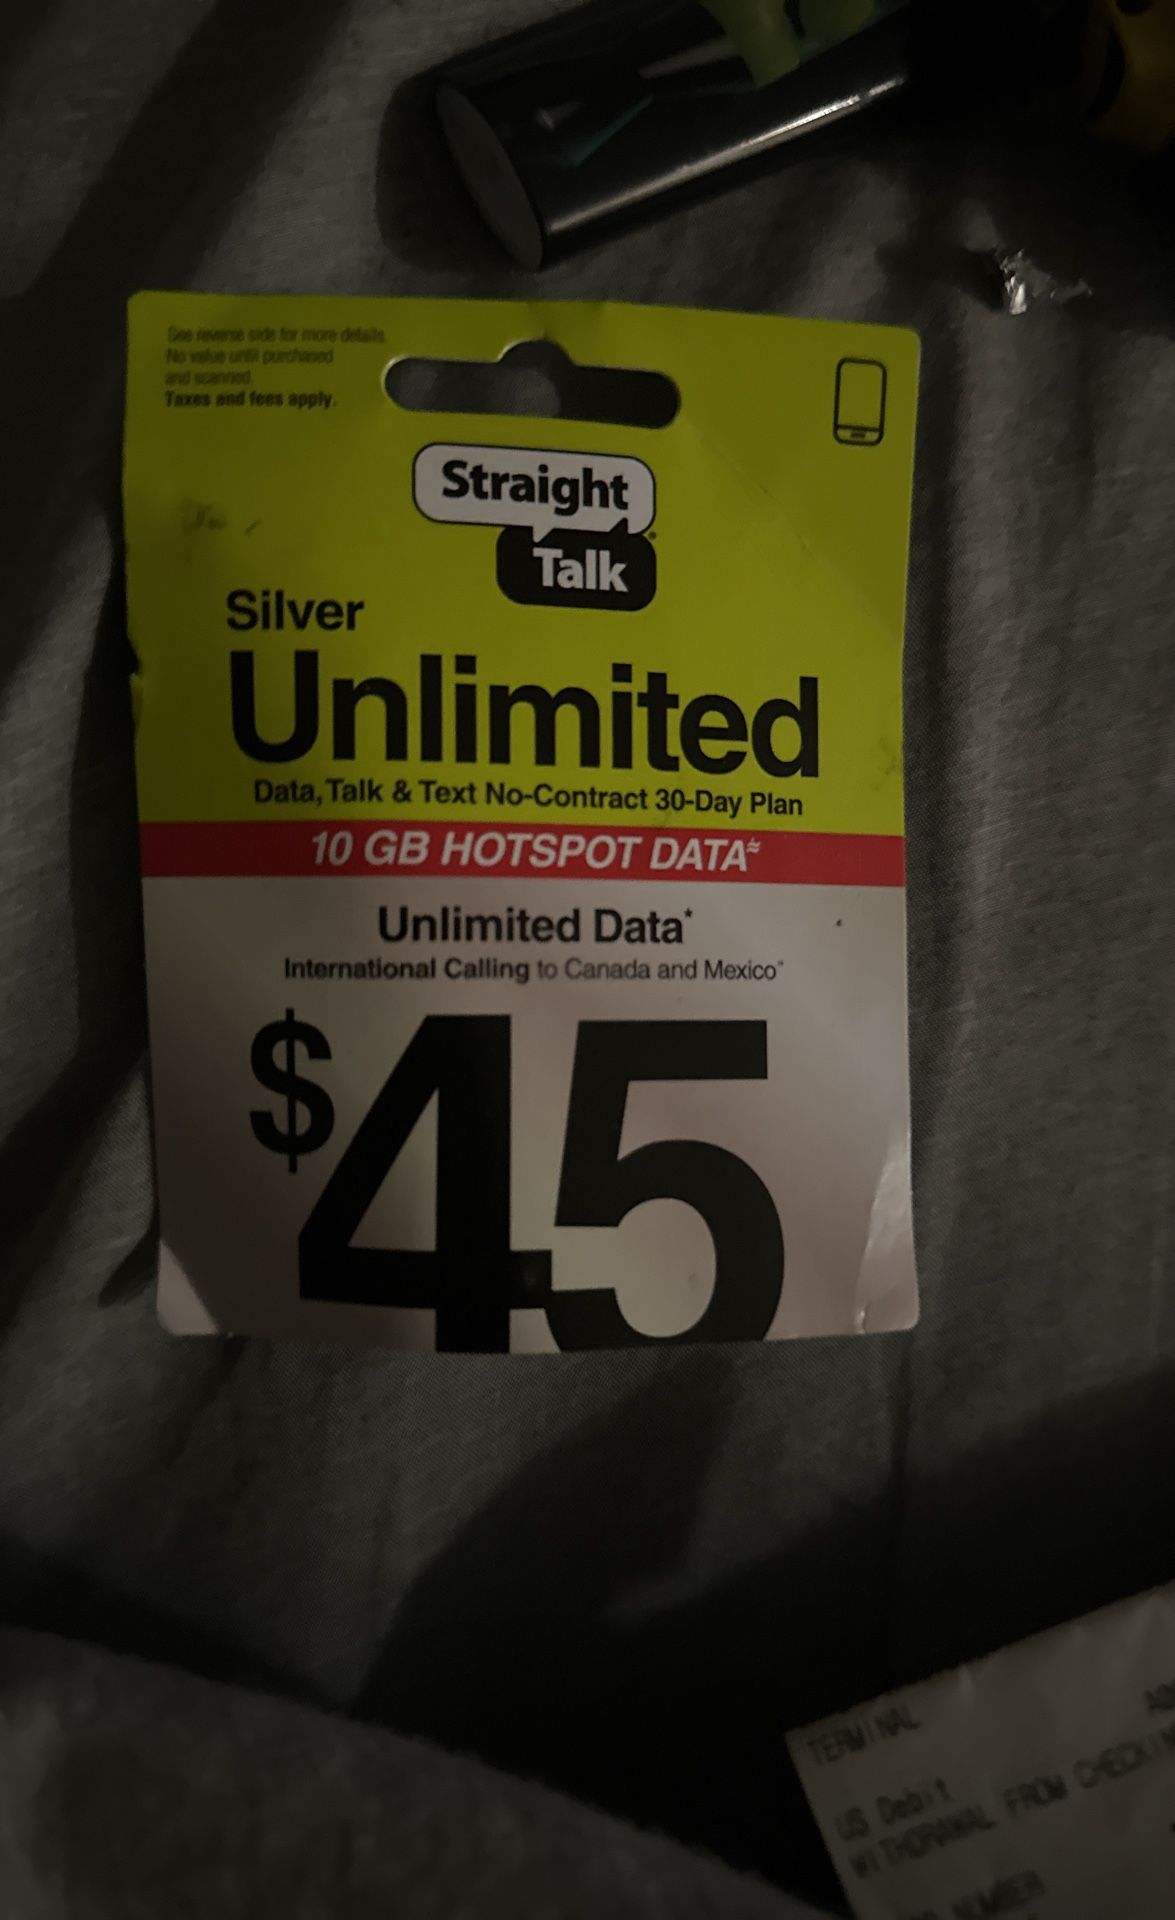 See reverse side for more details.
No value until purchased
and scanned.
Taxes and fees apply.
Straight
Talk
Silver
Unlimited
Data, Talk & Text No-Contract 30-Day Plan
10 GB HOTSPOT DATA≈
Unlimited Data*
International Calling to Canada and Mexico
$45
TERMINAL
US Debit
WITHDRAWAL FROM
NUMBER